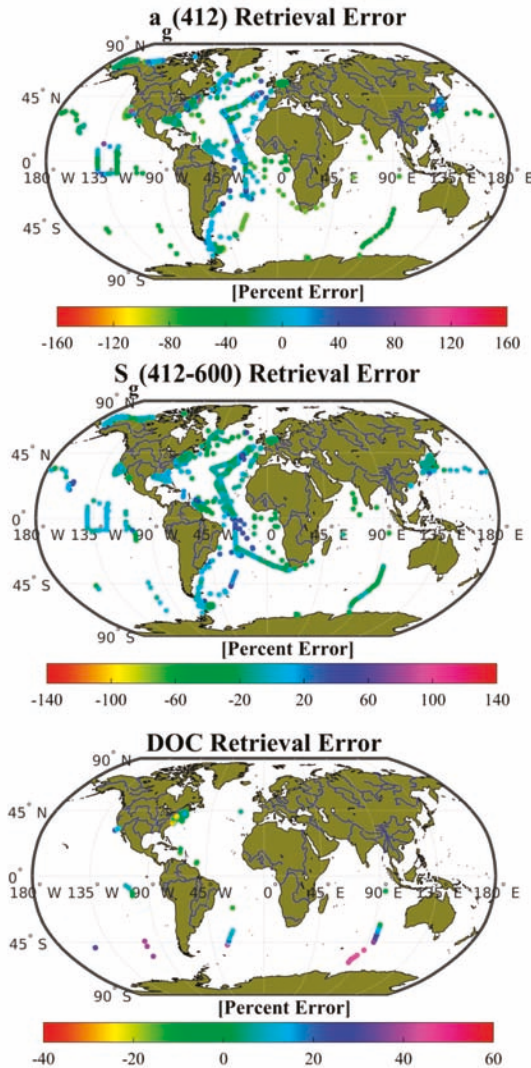 a_g(412) Retrieval Error
90° N
45° N
0°
180° W 135° W 90° W 45° W 0° E 45° E 90° E 135° E 180° E
45° S
90° S
[Percent Error]
-160 -120 -80 -40 0 40 80 120 160
S_g(412-600) Retrieval Error
90° N
45° N
0°
180° W 135° W 90° W 45° W 0° E 45° E 90° E 135° E 180° E
45° S
90° S
[Percent Error]
-140 -100 -60 -20 20 60 100 140
DOC Retrieval Error
90° N
45° N
0°
180° W 135° W 90° W 45° W 0° E 45° E 90° E 135° E 180° E
45° S
90° S
[Percent Error]
-40 -20 0 20 40 60